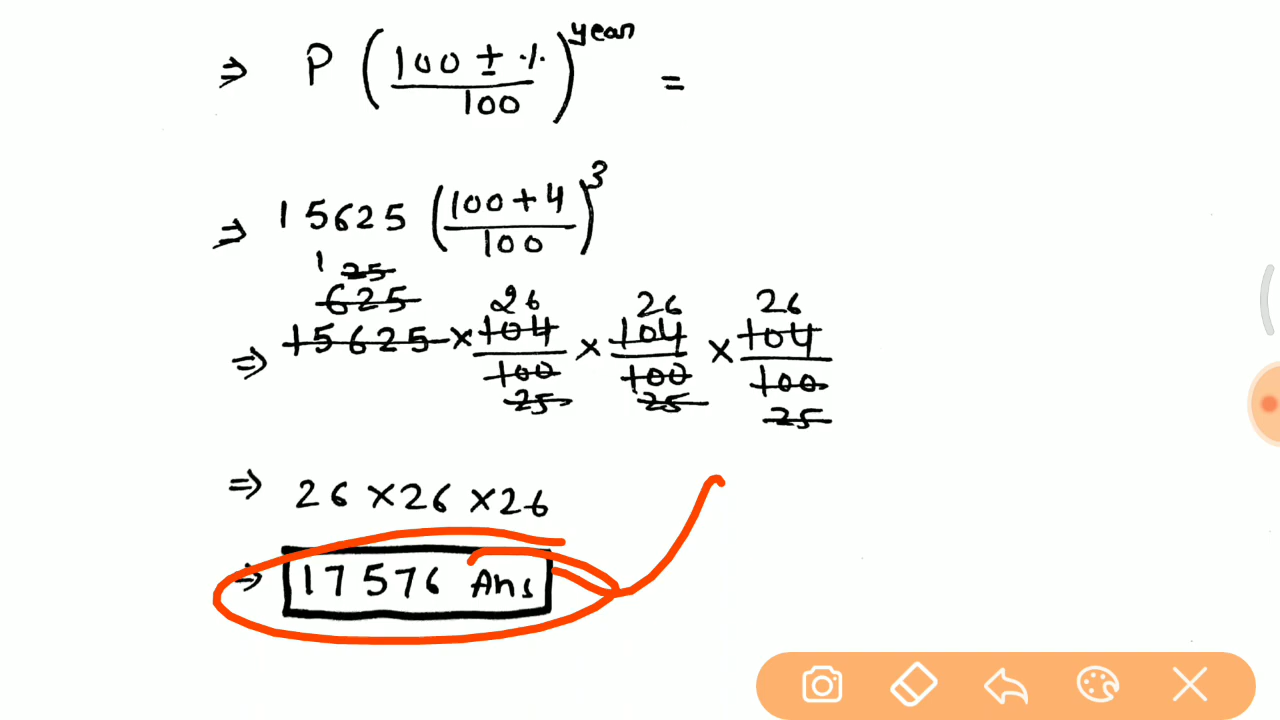 ⇒ P (100 ± % / 100)^year =
⇒ 15625 (100 + 4 / 100)^3
1 25
625 26 26 26
⇒ 15625 × 104/100 × 104/100 × 104/100
25 25 25
⇒ 26 × 26 × 26
⇒ 17576 Ans